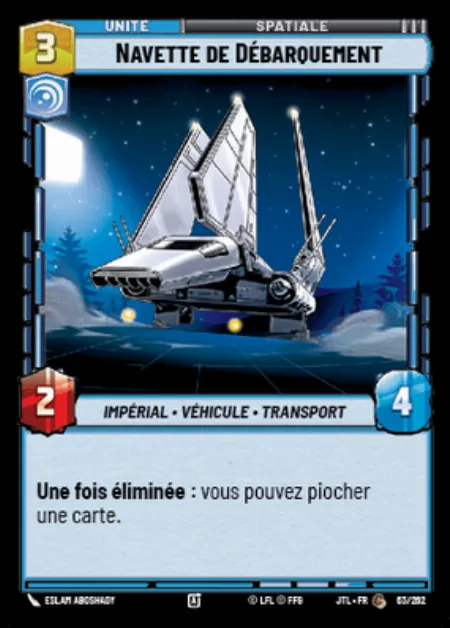 UNITÉ SPATIALE
3 NAVETTE DE DÉBARQUEMENT
2 IMPÉRIAL • VÉHICULE • TRANSPORT 4
Une fois éliminée : vous pouvez piocher
une carte.
ESLAM ABOSHADY A © LFL © FFG JTL • FR C 63/262